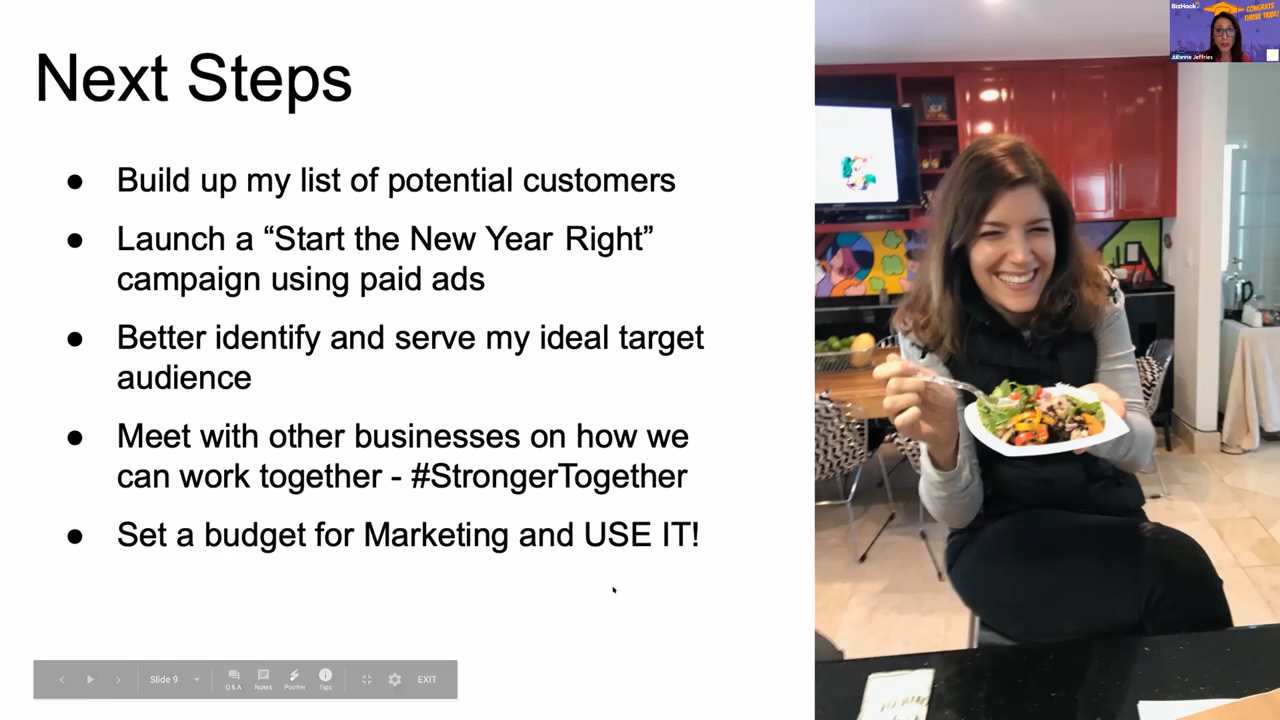 Next Steps
● Build up my list of potential customers
● Launch a “Start the New Year Right”
campaign using paid ads
● Better identify and serve my ideal target
audience
● Meet with other businesses on how we
can work together - #StrongerTogether
● Set a budget for Marketing and USE IT!
Slide 9
Q & A
Notes
Pointer
Tips
EXIT
BizHack
CONGRATS
THRIVE TRIBE!
Julianne Jeffries